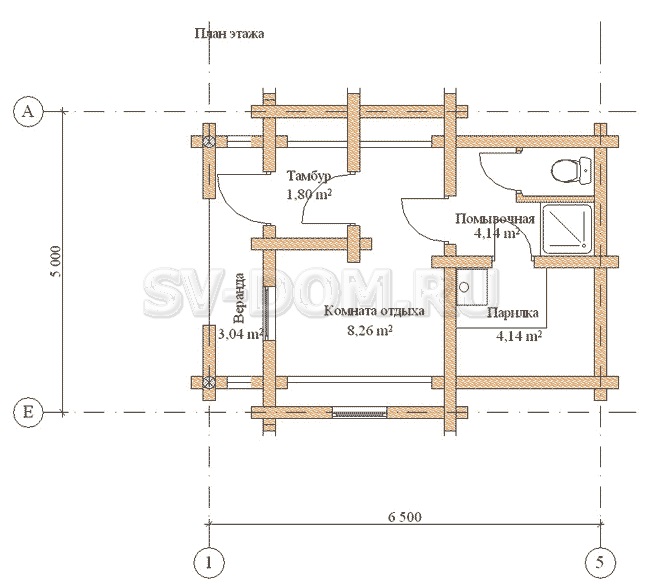 План этажа
А
Тамбур
1,80 m²
Помывочная
4,14 m²
5 000
SV-DOM.RU
Веранда
3,04 m²
Комната отдыха
8,26 m²
Парилка
4,14 m²
Е
6 500
1
5